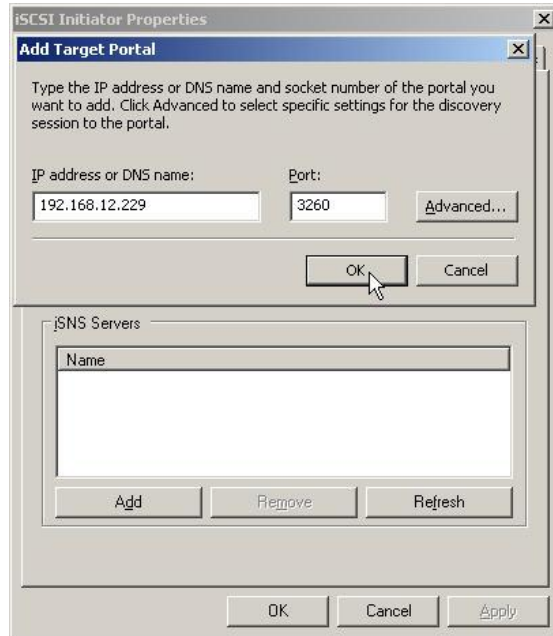 iSCSI Initiator Properties
Add Target Portal
Type the IP address or DNS name and socket number of the portal you
want to add. Click Advanced to select specific settings for the discovery
session to the portal.
IP address or DNS name: Port:
192.168.12.229 3260 Advanced...
OK Cancel
iSNS Servers
Name
Add Remove Refresh
OK Cancel Apply